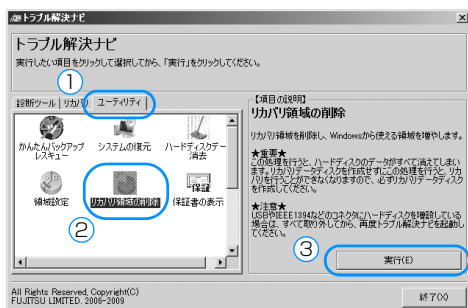 トラブル解決ナビ
トラブル解決ナビ
実行したい項目をクリックして選択してから、「実行」をクリックしてください。
①
診断ツール
リカバリ
ユーティリティ
かんたんバックアップ
レスキュー
システムの復元
ハードディスクデータ
消去
領域設定
リカバリ領域の削除
保証
保証書の表示
②
【項目の説明】
リカバリ領域の削除
リカバリ領域を削除し、Windowsから使える領域を増やします。
★重要★
この処理を行うと、ハードディスクのデータがすべて消えてしまい
ます。リカバリデータディスクを作成せずにこの処理を行うと、リカ
バリを行うことができなくなりますので、必ずリカバリデータディスク
を作成してください。
★注意★
USBやIEEE1394などのコネクタにハードディスクを増設している
場合は、すべて取り外してから、再度トラブル解決ナビを起動し
てください。
③
実行(E)
All Rights Reserved, Copyright(C)
FUJITSU LIMITED. 2006-2009
終了(X)